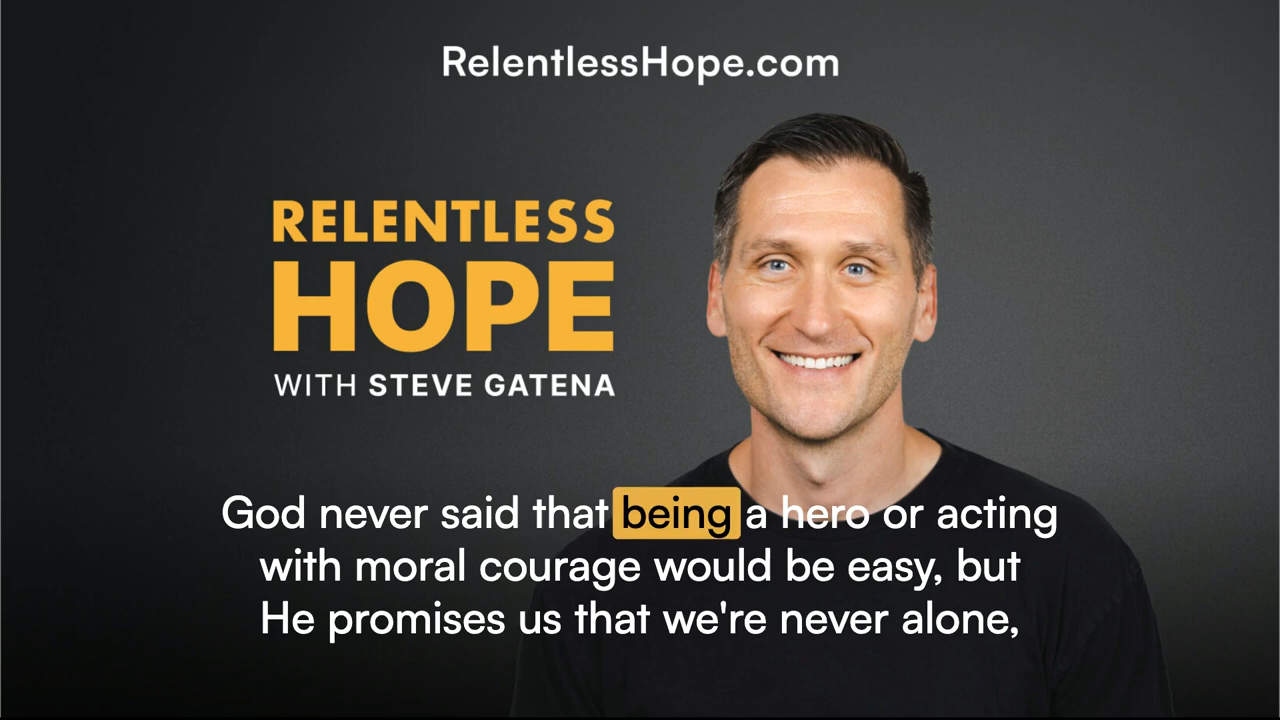 RelentlessHope.com
RELENTLESS
HOPE
WITH STEVE GATENA
God never said that being a hero or acting
with moral courage would be easy, but
He promises us that we're never alone,